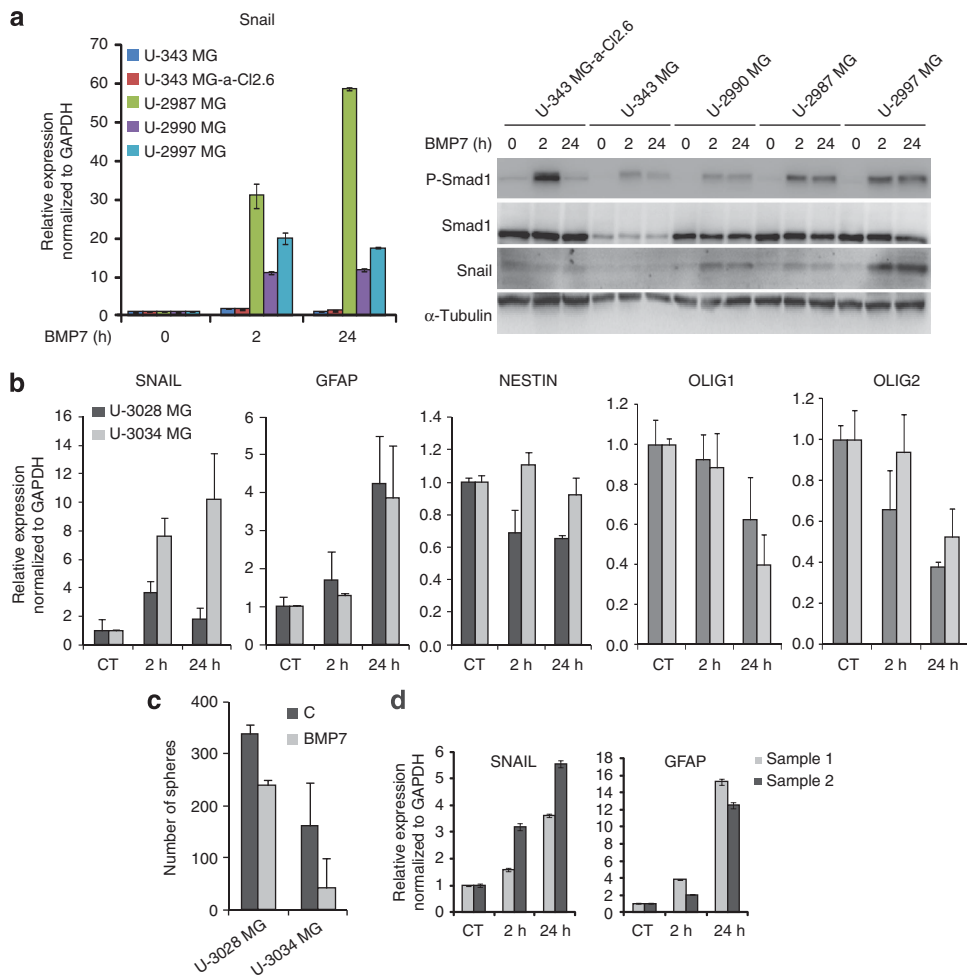 a
Snail
Relative expression
normalized to GAPDH
70
60
50
40
30
20
10
0
U-343 MG
U-343 MG-a-Cl2.6
U-2987 MG
U-2990 MG
U-2997 MG
BMP7 (h)
0
2
24
U-343 MG-a-Cl2.6
U-343 MG
U-2990 MG
U-2987 MG
U-2997 MG
BMP7 (h) 0 2 24 0 2 24 0 2 24 0 2 24 0 2 24
P-Smad1
Smad1
Snail
α-Tubulin
b
Relative expression
normalized to GAPDH
SNAIL
U-3028 MG
U-3034 MG
16
14
12
10
8
6
4
2
0
CT 2 h 24 h
GFAP
6
5
4
3
2
1
0
CT 2 h 24 h
NESTIN
1.4
1.2
1.0
0.8
0.6
0.4
0.2
0.0
CT 2 h 24 h
OLIG1
1.2
1.0
0.8
0.6
0.4
0.2
0.0
CT 2 h 24 h
OLIG2
1.2
1.0
0.8
0.6
0.4
0.2
0.0
CT 2 h 24 h
c
Number of spheres
400
300
200
100
0
C
BMP7
U-3028 MG
U-3034 MG
d
Relative expression
normalized to GAPDH
SNAIL
6
5
4
3
2
1
0
CT 2 h 24 h
GFAP
18
16
14
12
10
8
6
4
2
0
CT 2 h 24 h
Sample 1
Sample 2